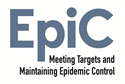 EpiC
Meeting Targets and
Maintaining Epidemic Control